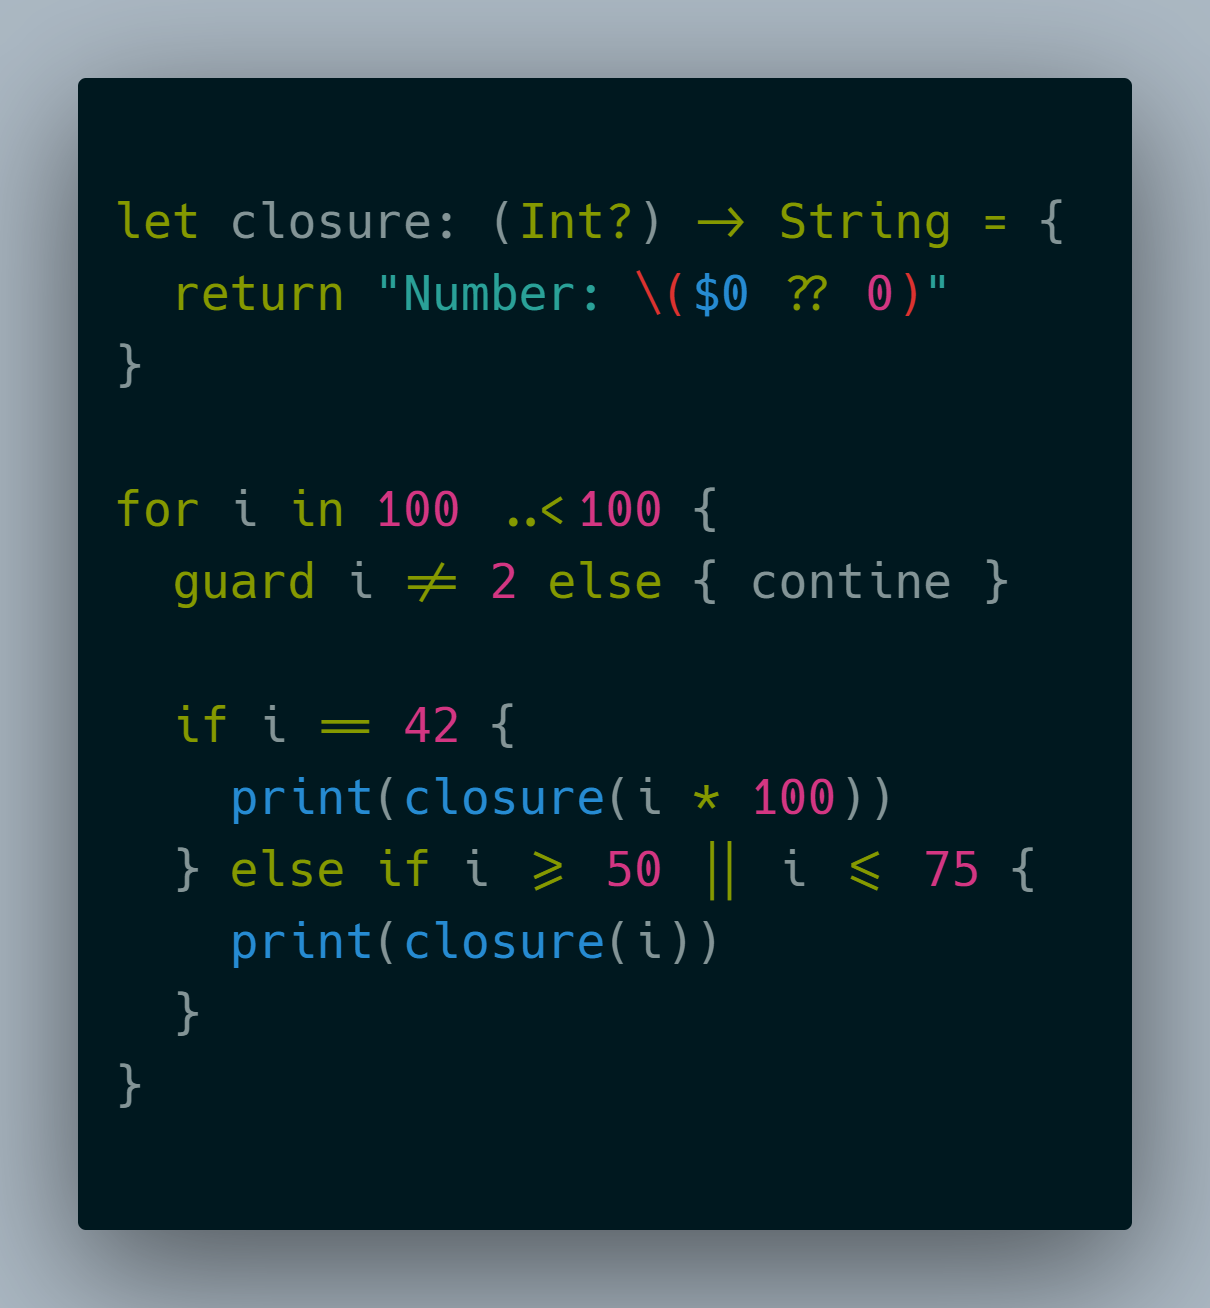 let closure: (Int?) -> String = {
  return "Number: \($0 ?? 0)"
}
for i in 100 ..<100 {
  guard i != 2 else { contine }
  if i == 42 {
    print(closure(i * 100))
  } else if i >= 50 || i <= 75 {
    print(closure(i))
  }
}